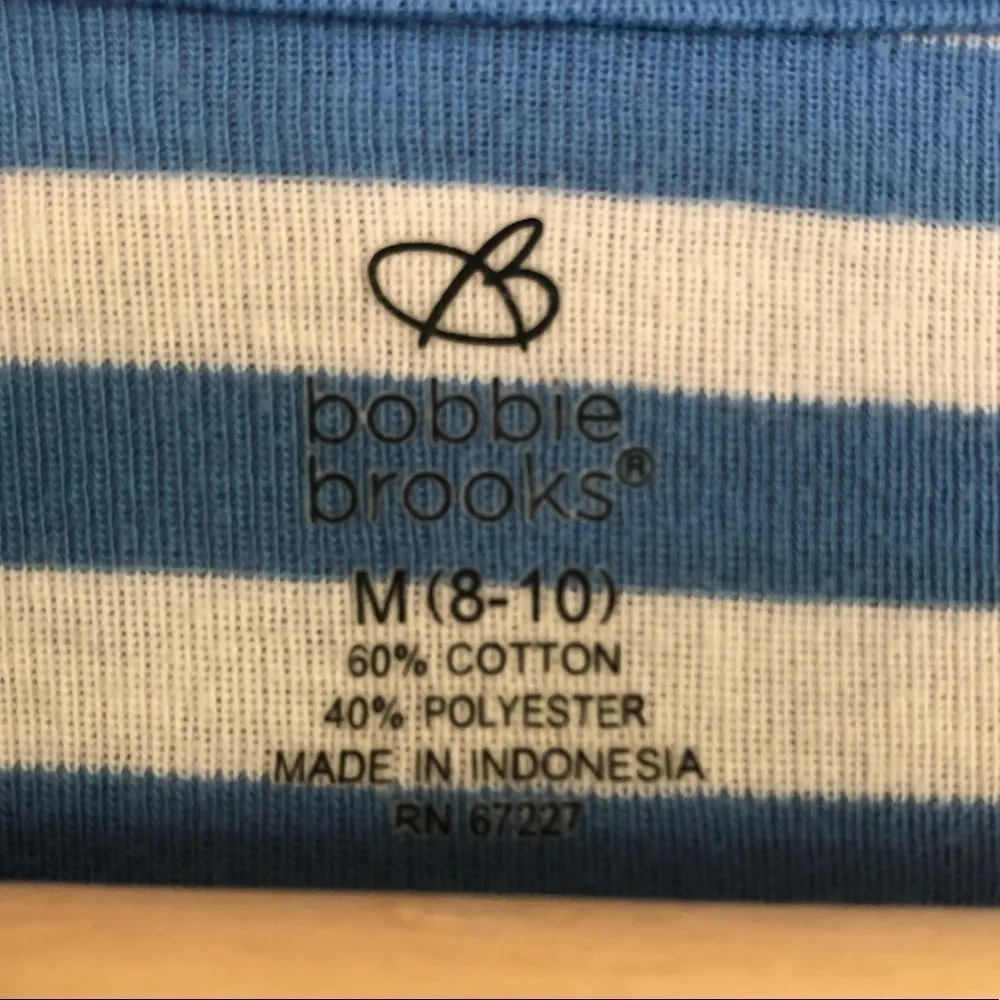 bobbie
brooks®
M (8-10)
60% COTTON
40% POLYESTER
MADE IN INDONESIA
RN 67227